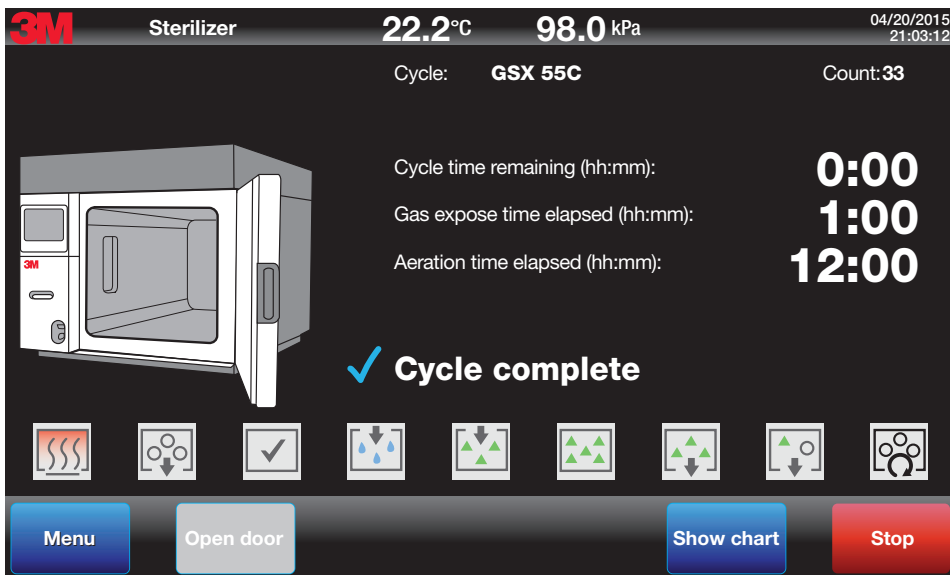 3M Sterilizer 22.2°C 98.0 kPa 04/20/2015
21:03:12
Cycle: GSX 55C Count:33
Cycle time remaining (hh:mm): 0:00
Gas expose time elapsed (hh:mm): 1:00
Aeration time elapsed (hh:mm): 12:00
3M
Cycle complete
Menu Open door Show chart Stop